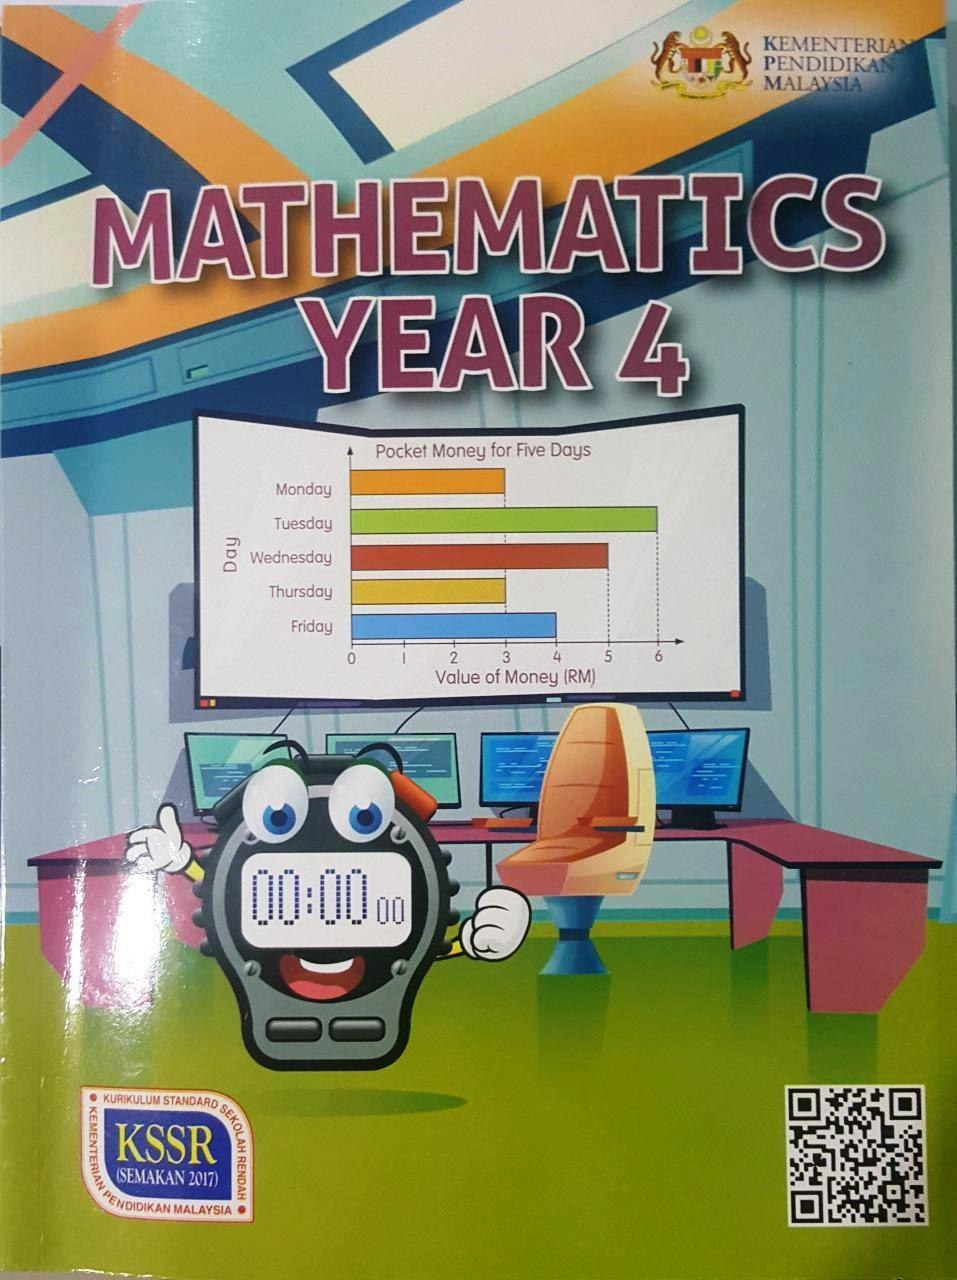 KEMENTERIAN
PENDIDIKAN
MALAYSIA
MATHEMATICS
YEAR 4
Pocket Money for Five Days
Day
Monday
Tuesday
Wednesday
Thursday
Friday
0 1 2 3 4 5 6
Value of Money (RM)
00:00 00
KURIKULUM STANDARD SEKOLAH RENDAH
KEMENTERIAN PENDIDIKAN MALAYSIA
KSSR
(SEMAKAN 2017)